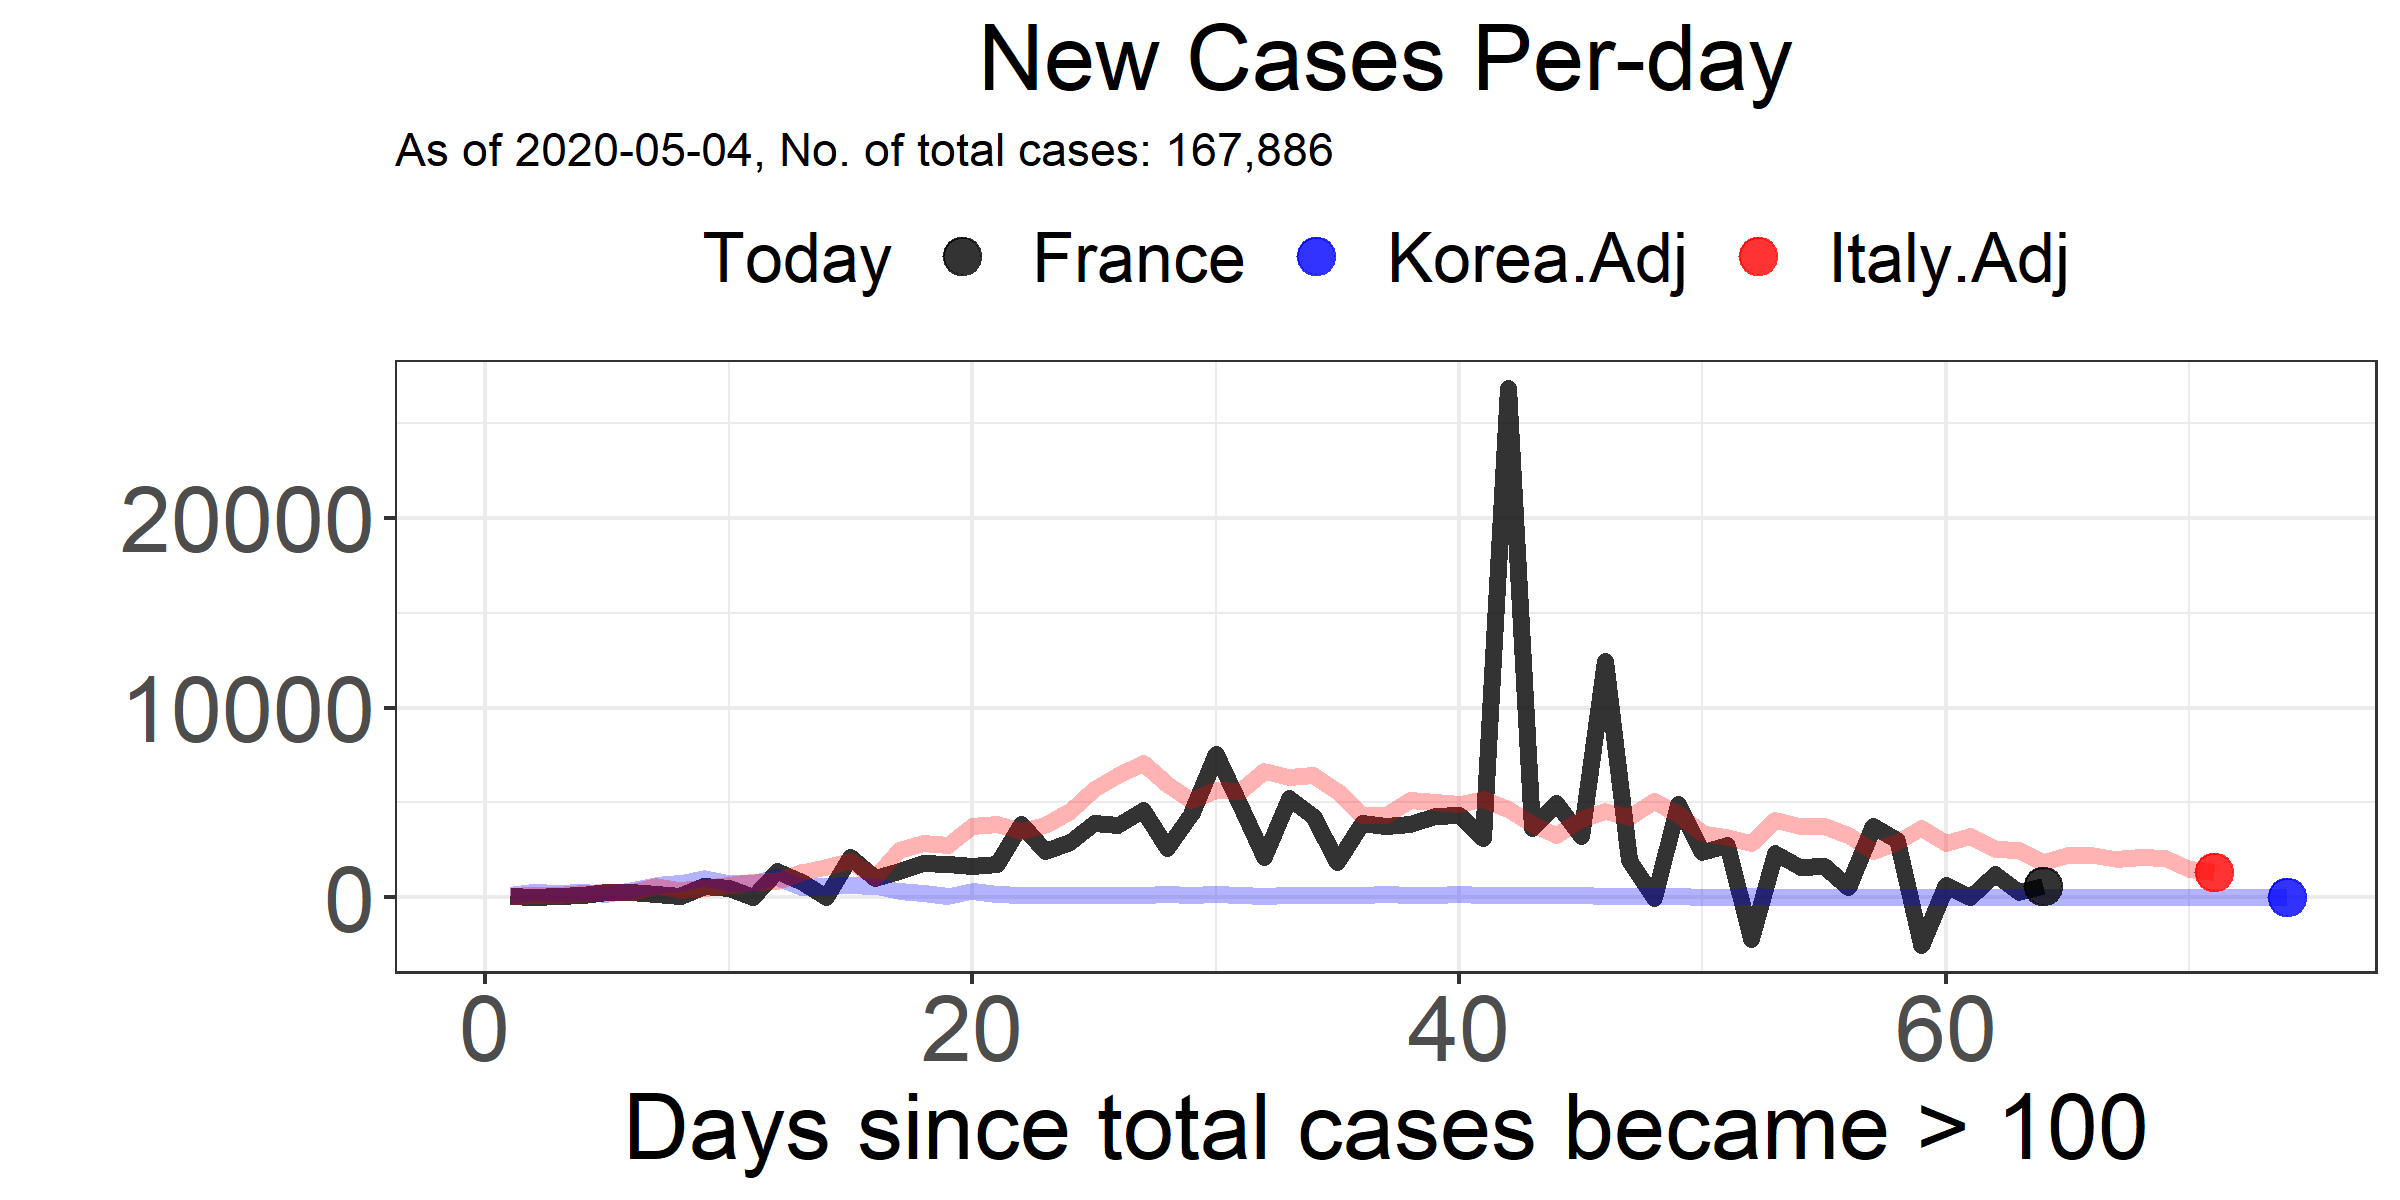 New Cases Per-day
As of 2020-05-04, No. of total cases: 167,886
Today France Korea.Adj Italy.Adj
20000
10000
0
0 20 40 60
Days since total cases became > 100